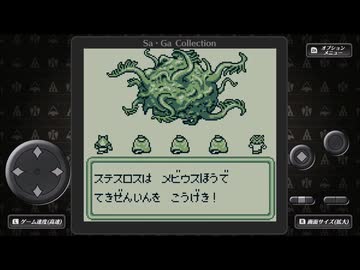 Sa・Ga Collection
オプション
メニュー
ステスロスは メビウスほうで
てきぜんいんを こうげき!
L ゲーム速度(高速)
R 画面サイズ(拡大)